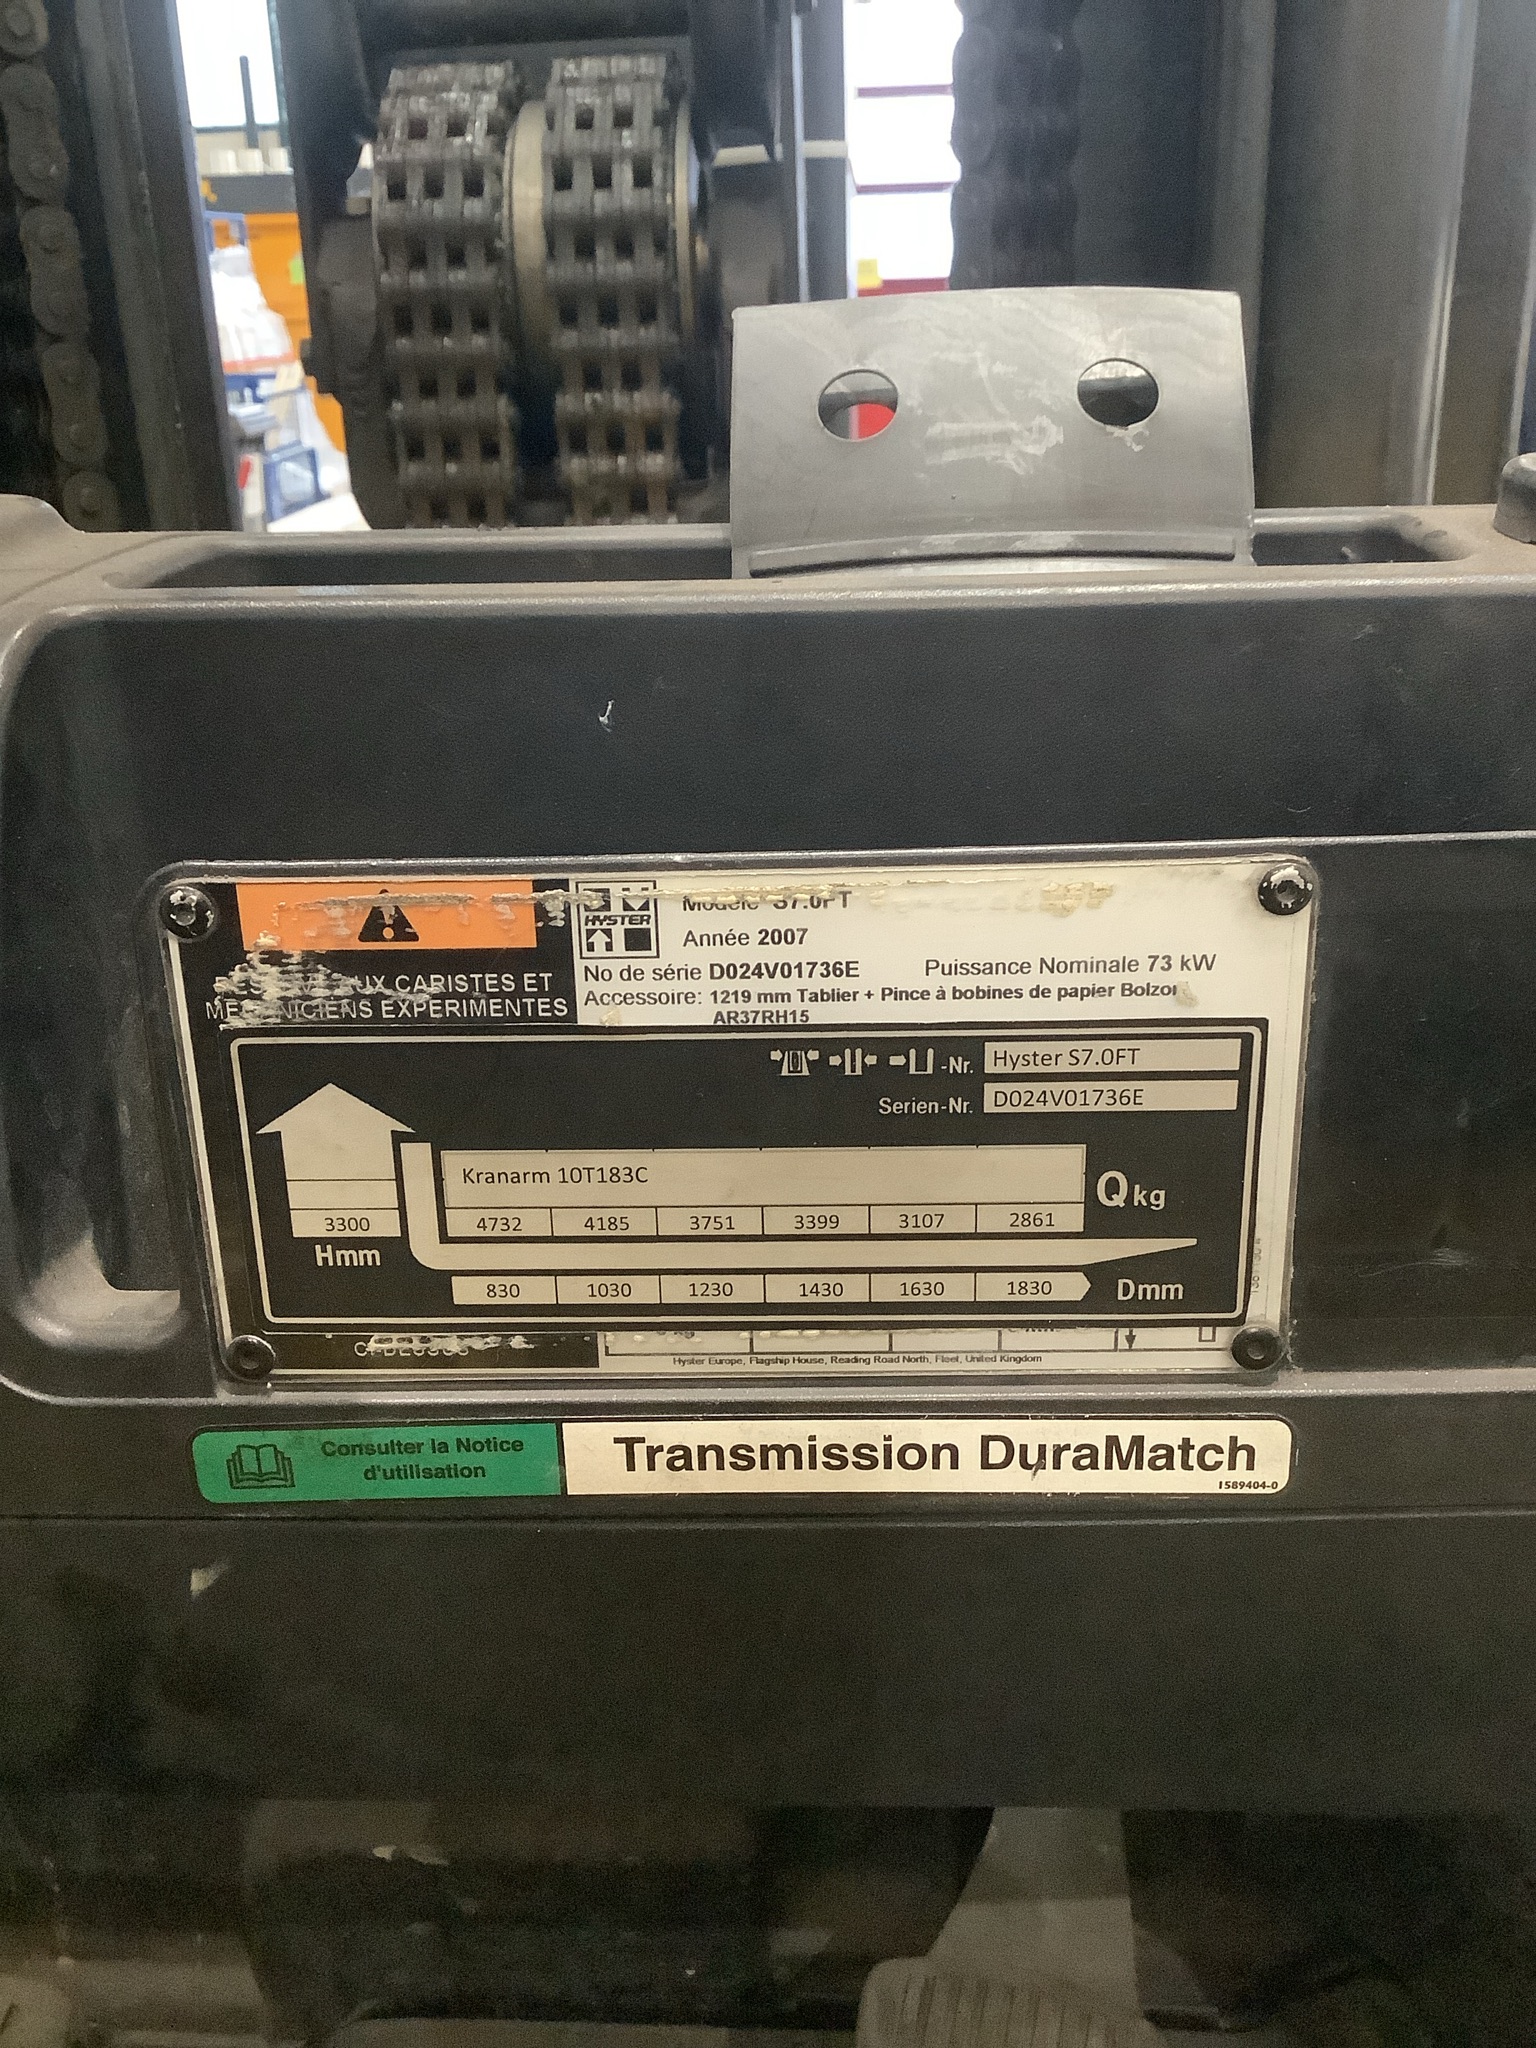 HYSTER
Modele S7.0FT
Année 2007
No de série D024V01736E
Puissance Nominale 73 kW
Accessoire: 1219 mm Tablier + Pince à bobines de papier
AR37RH15
CARISTES ET
EXPERIMENTES
-Nr. Hyster S7.0FT
Serien-Nr. D024V01736E
Kranarm 10T183C
Qkg
3300 4732 4185 3751 3399 3107 2861
Hmm
830 1030 1230 1430 1630 1830 Dmm
Hyster Europe, Flagship House, Reading Road North, Fleet, United Kingdom
Consulter la Notice
d'utilisation
Transmission DuraMatch
1589404-0